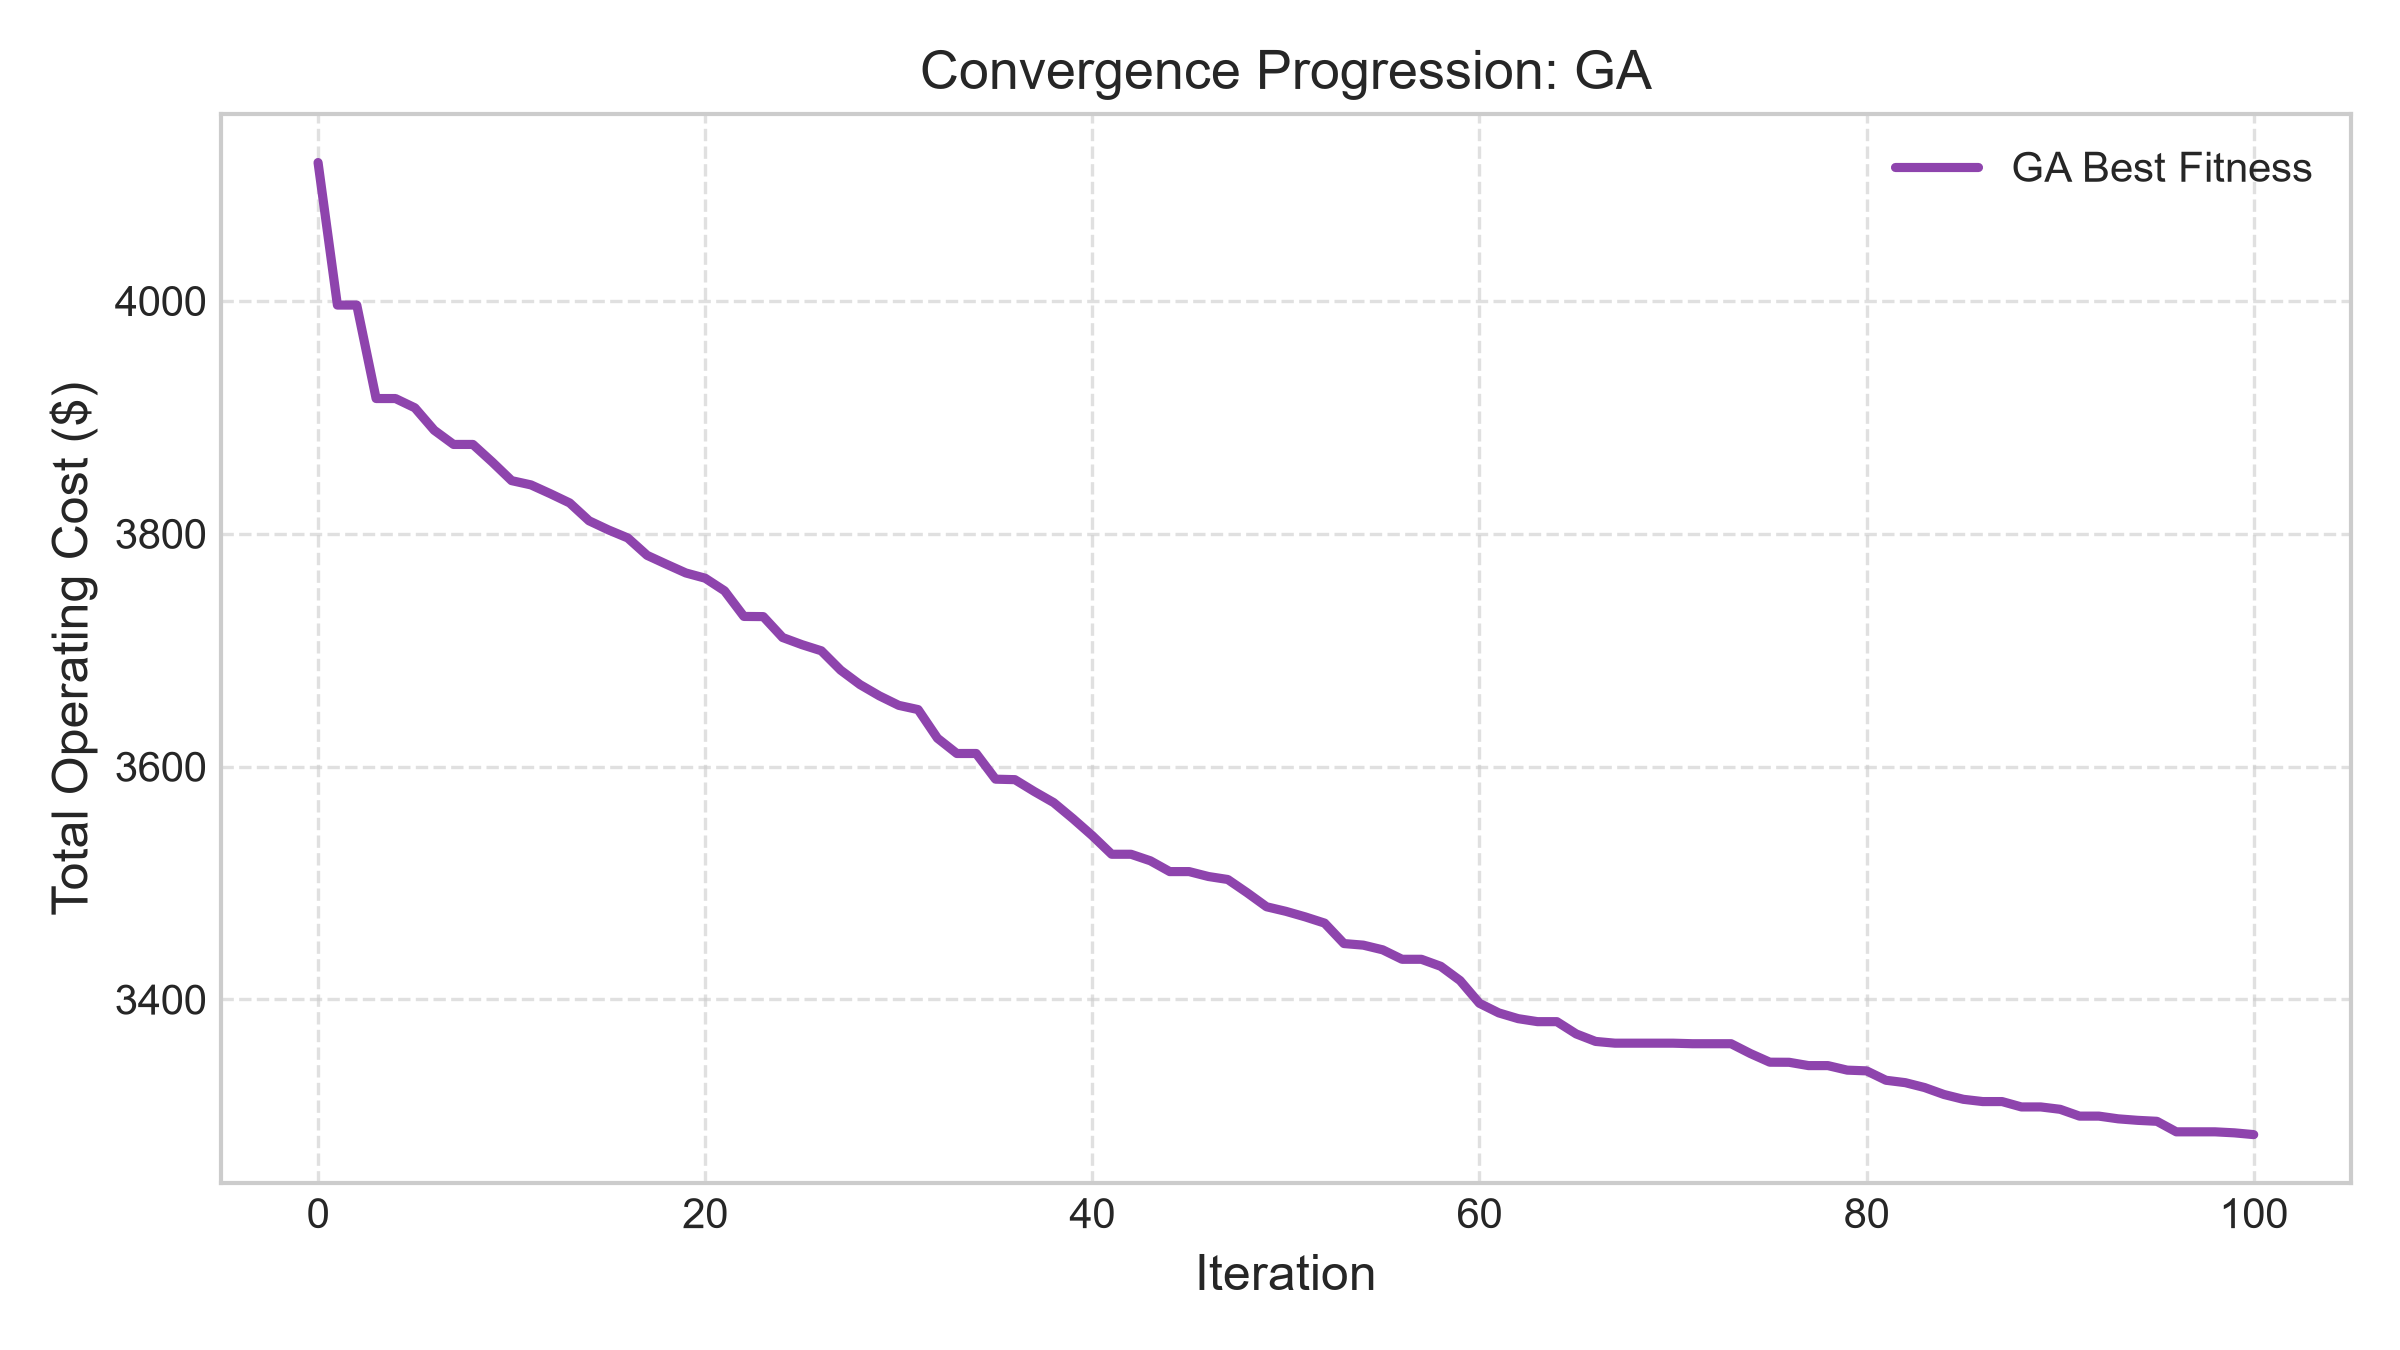 Convergence Progression: GA
GA Best Fitness
Total Operating Cost ($)
4000
3800
3600
3400
0 20 40 60 80 100
Iteration